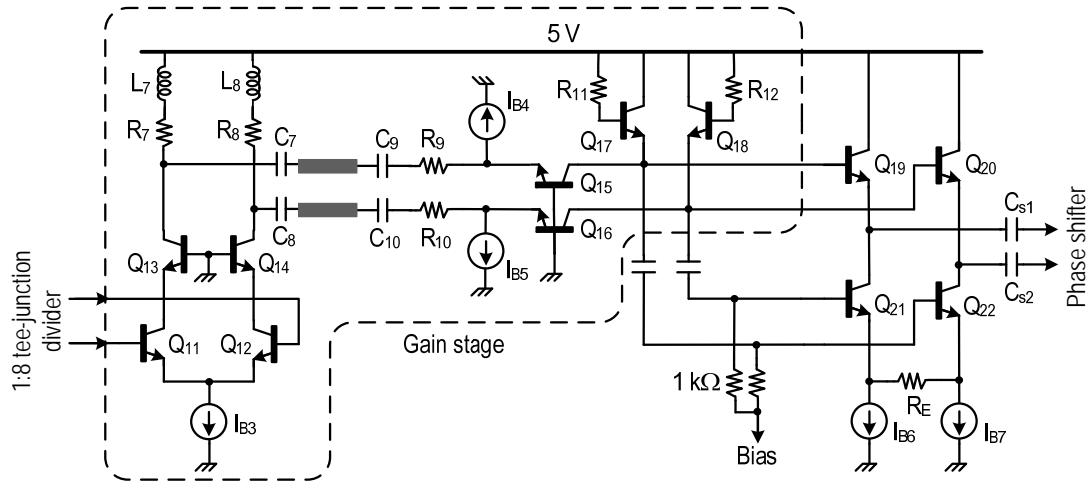 5 V
L7
L8
R11
R12
IB4
R7
R8
C7
C9
R9
Q17
Q18
Q15
Q19
Q20
C8
C10
R10
Q16
Cs1
Q13
Q14
IB5
Cs2
Phase shifter
1:8 tee-junction
divider
Q21
Q22
Q11
Q12
Gain stage
1 kΩ
RE
IB3
IB6
IB7
Bias